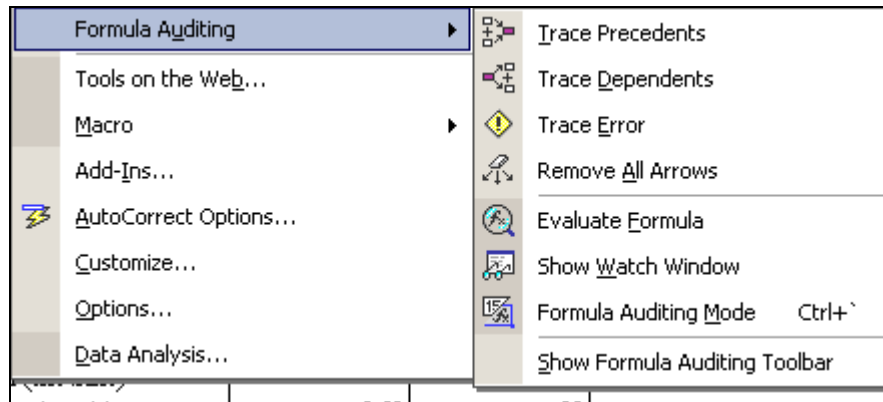 Formula Auditing
Tools on the Web...
Macro
Add-Ins...
AutoCorrect Options...
Customize...
Options...
Data Analysis...
Trace Precedents
Trace Dependents
Trace Error
Remove All Arrows
Evaluate Formula
Show Watch Window
Formula Auditing Mode Ctrl+`
Show Formula Auditing Toolbar